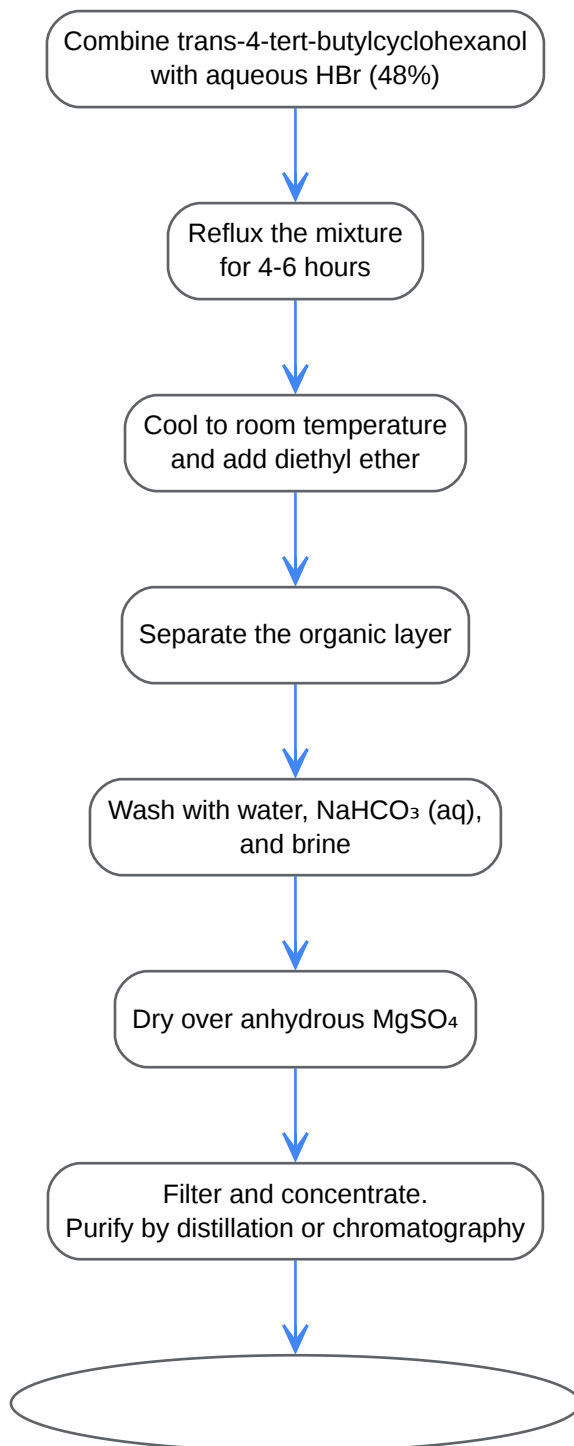 Combine trans-4-tert-butylcyclohexanol
with aqueous HBr (48%)
Reflux the mixture
for 4-6 hours
Cool to room temperature
and add diethyl ether
Separate the organic layer
Wash with water, NaHCO₃ (aq),
and brine
Dry over anhydrous MgSO₄
Filter and concentrate.
Purify by distillation or chromatography